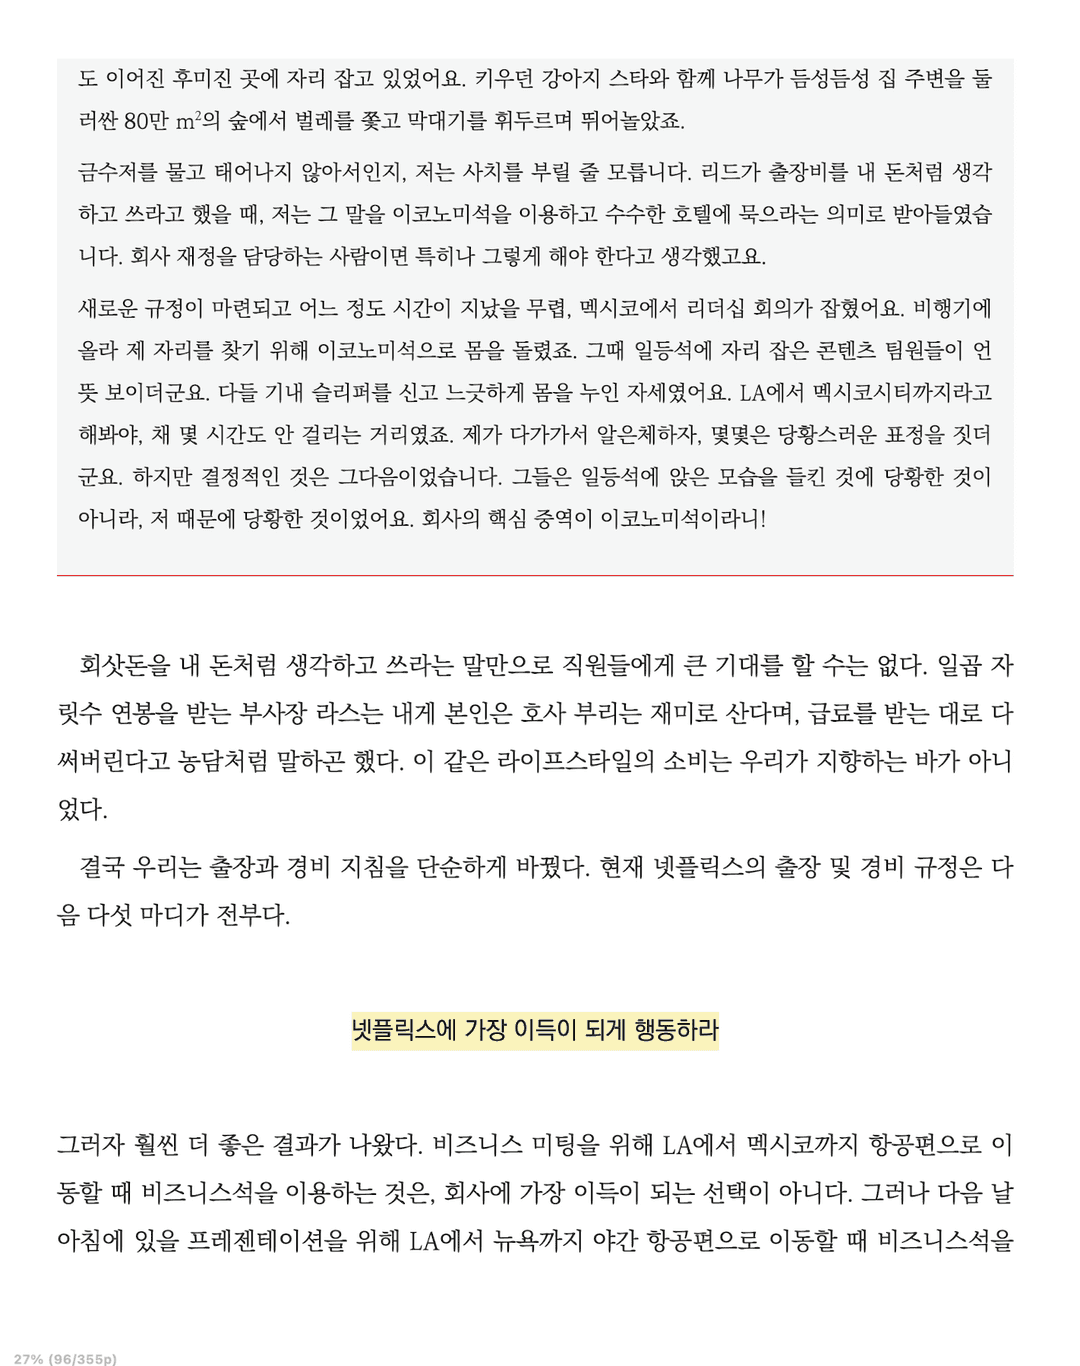 도 이어진 후미진 곳에 자리 잡고 있었어요. 키우던 강아지 스타와 함께 나무가 듬성듬성 집 주변을 둘
러싼 80만 m²의 숲에서 벌레를 쫓고 막대기를 휘두르며 뛰어놀았죠.
금수저를 물고 태어나지 않아서인지, 저는 사치를 부릴 줄 모릅니다. 리드가 출장비를 내 돈처럼 생각
하고 쓰라고 했을 때, 저는 그 말을 이코노미석을 이용하고 수수한 호텔에 묵으라는 의미로 받아들였습
니다. 회사 재정을 담당하는 사람이면 특히나 그렇게 해야 한다고 생각했고요.
새로운 규정이 마련되고 어느 정도 시간이 지났을 무렵, 멕시코에서 리더십 회의가 잡혔어요. 비행기에
올라 제 자리를 찾기 위해 이코노미석으로 몸을 돌렸죠. 그때 일등석에 자리 잡은 콘텐츠 팀원들이 언
뜻 보이더군요. 다들 기내 슬리퍼를 신고 느긋하게 몸을 누인 자세였어요. LA에서 멕시코시티까지라고
해봐야, 채 몇 시간도 안 걸리는 거리였죠. 제가 다가가서 알은체하자, 몇몇은 당황스러운 표정을 짓더
군요. 하지만 결정적인 것은 그다음이었습니다. 그들은 일등석에 앉은 모습을 들킨 것에 당황한 것이
아니라, 저 때문에 당황한 것이었어요. 회사의 핵심 중역이 이코노미석이라니!
회삿돈을 내 돈처럼 생각하고 쓰라는 말만으로 직원들에게 큰 기대를 할 수는 없다. 일곱 자
릿수 연봉을 받는 부사장 라스는 내게 본인은 호사 부리는 재미로 산다며, 급료를 받는 대로 다
써버린다고 농담처럼 말하곤 했다. 이 같은 라이프스타일의 소비는 우리가 지향하는 바가 아니
었다.
결국 우리는 출장과 경비 지침을 단순하게 바꿨다. 현재 넷플릭스의 출장 및 경비 규정은 다
음 다섯 마디가 전부다.
넷플릭스에 가장 이득이 되게 행동하라
그러자 훨씬 더 좋은 결과가 나왔다. 비즈니스 미팅을 위해 LA에서 멕시코까지 항공편으로 이
동할 때 비즈니스석을 이용하는 것은, 회사에 가장 이득이 되는 선택이 아니다. 그러나 다음 날
아침에 있을 프레젠테이션을 위해 LA에서 뉴욕까지 야간 항공편으로 이동할 때 비즈니스석을
27% (96/355p)